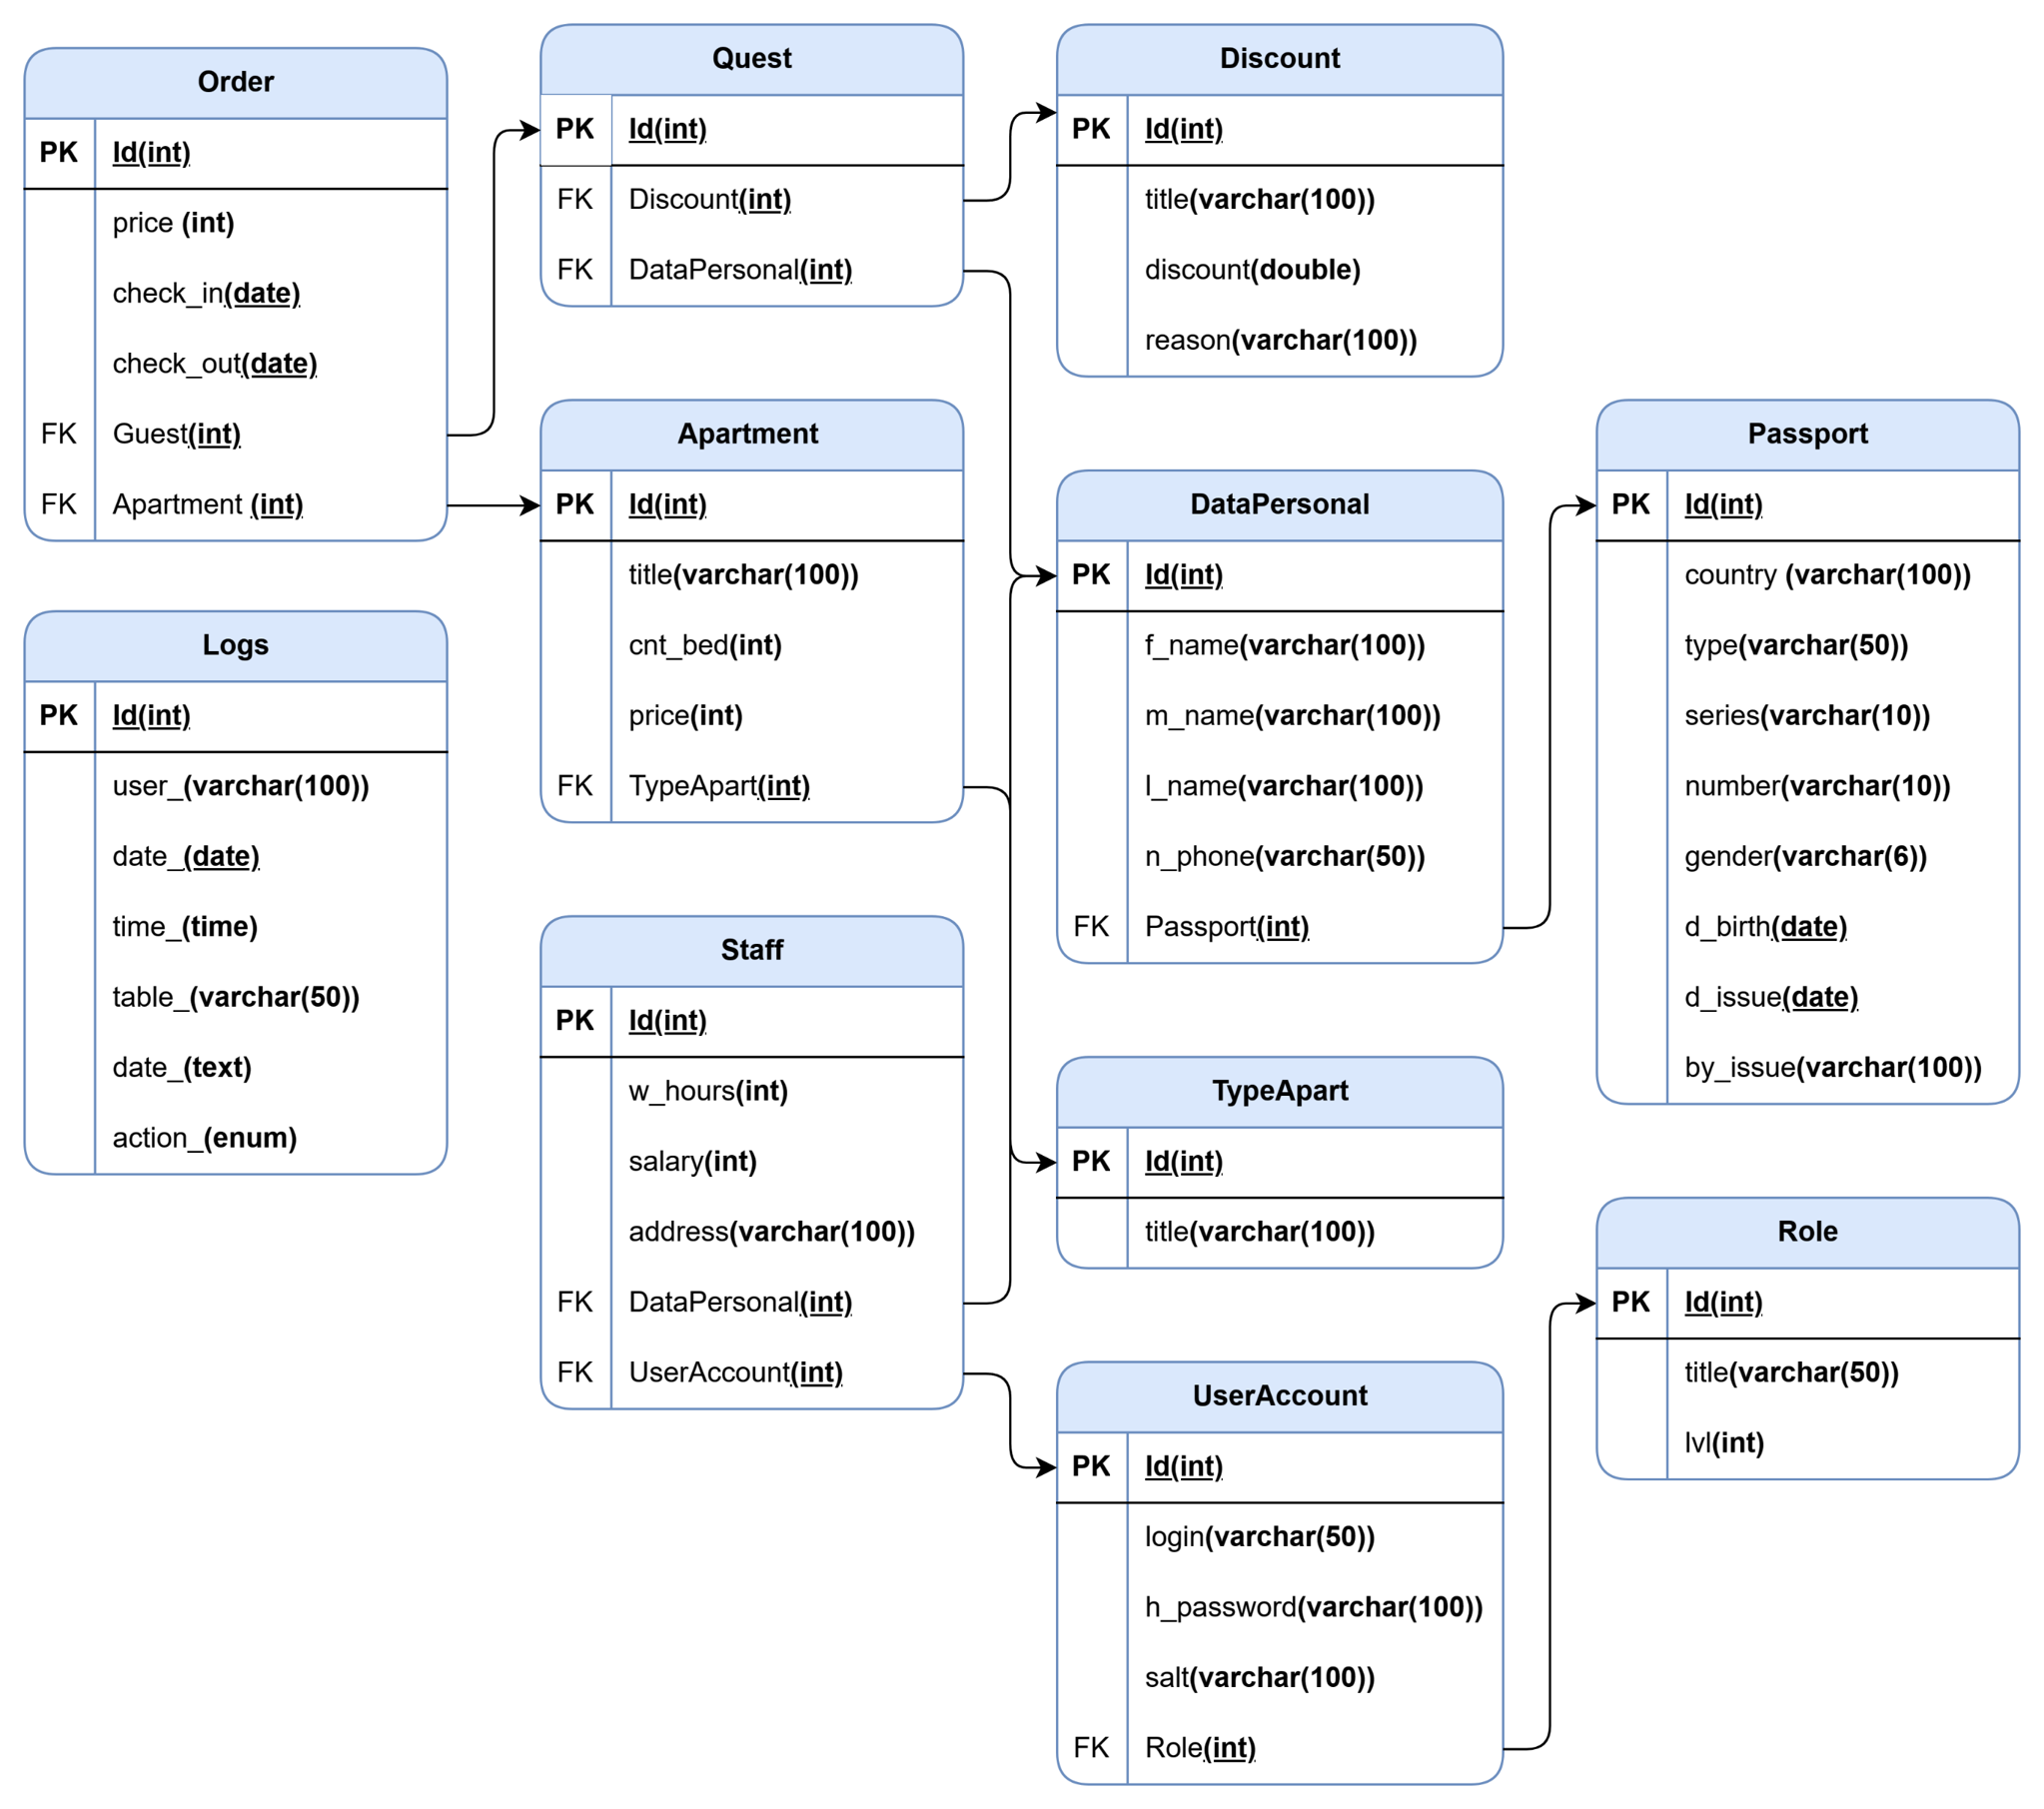 Order
PK Id(int)
price (int)
check_in(date)
check_out(date)
FK Guest(int)
FK Apartment (int)
Logs
PK Id(int)
user_(varchar(100))
date_(date)
time_(time)
table_(varchar(50))
date_(text)
action_(enum)
Quest
PK Id(int)
FK Discount(int)
FK DataPersonal(int)
Apartment
PK Id(int)
title(varchar(100))
cnt_bed(int)
price(int)
FK TypeApart(int)
Staff
PK Id(int)
w_hours(int)
salary(int)
address(varchar(100))
FK DataPersonal(int)
FK UserAccount(int)
Discount
PK Id(int)
title(varchar(100))
discount(double)
reason(varchar(100))
DataPersonal
PK Id(int)
f_name(varchar(100))
m_name(varchar(100))
l_name(varchar(100))
n_phone(varchar(50))
FK Passport(int)
TypeApart
PK Id(int)
title(varchar(100))
UserAccount
PK Id(int)
login(varchar(50))
h_password(varchar(100))
salt(varchar(100))
FK Role(int)
Passport
PK Id(int)
country (varchar(100))
type(varchar(50))
series(varchar(10))
number(varchar(10))
gender(varchar(6))
d_birth(date)
d_issue(date)
by_issue(varchar(100))
Role
PK Id(int)
title(varchar(50))
lvl(int)